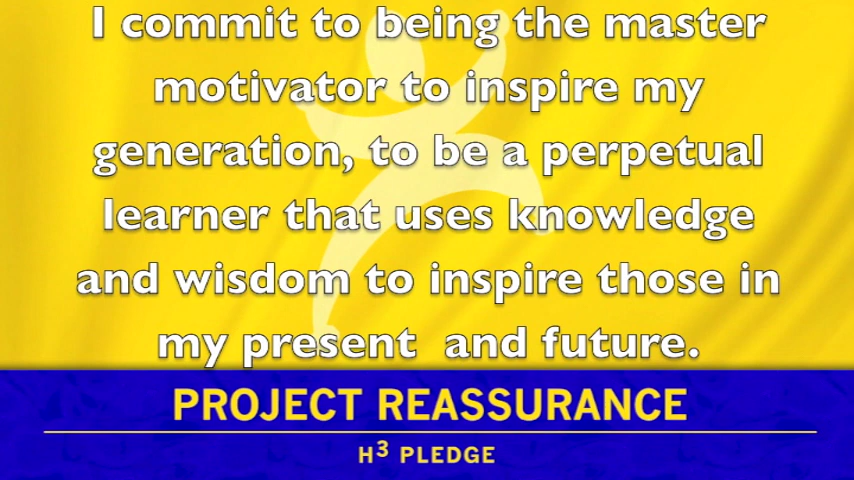 I commit to being the master
motivator to inspire my
generation, to be a perpetual
learner that uses knowledge
and wisdom to inspire those in
my present  and future.
PROJECT REASSURANCE
H³ PLEDGE